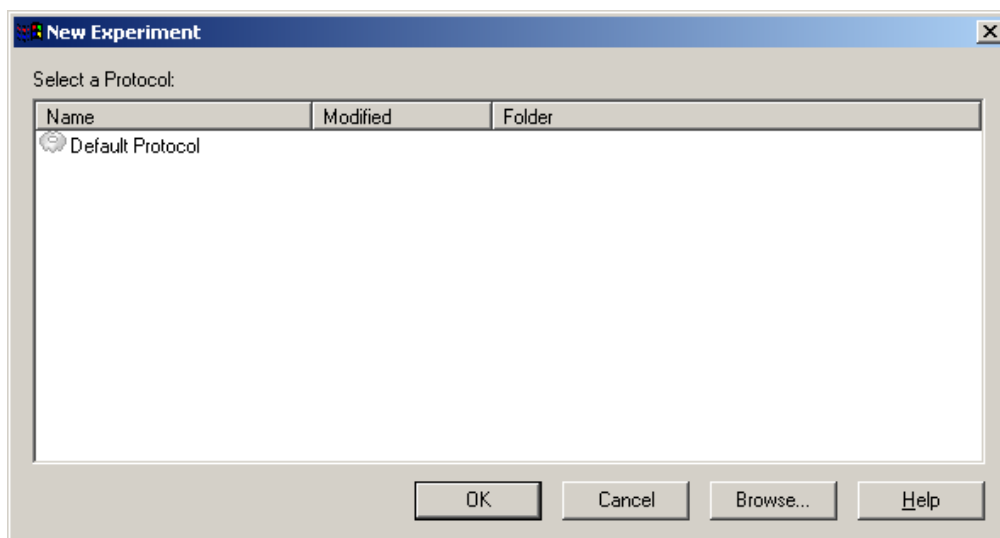 New Experiment
Select a Protocol:
Name Modified Folder
Default Protocol
OK Cancel Browse... Help